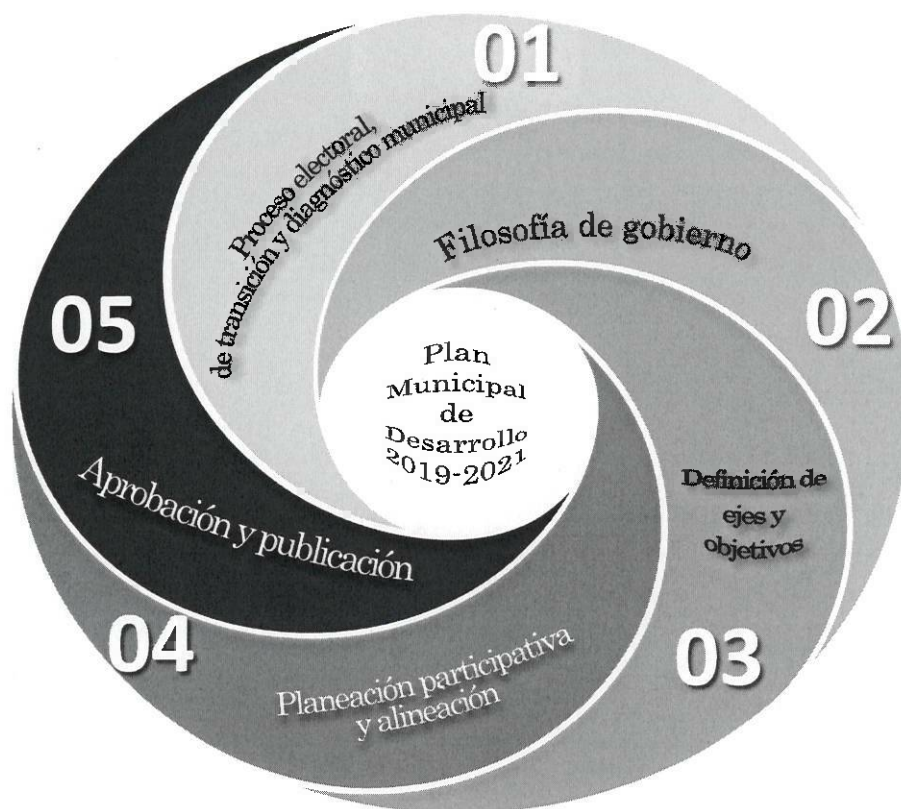 01
Proceso electoral,
de transición y diagnóstico municipal
02
Filosofía de gobierno
03
Definición de
ejes y
objetivos
04
Planeación participativa
y alineación
05
Aprobación y publicación
Plan
Municipal
de
Desarrollo
2019-2021